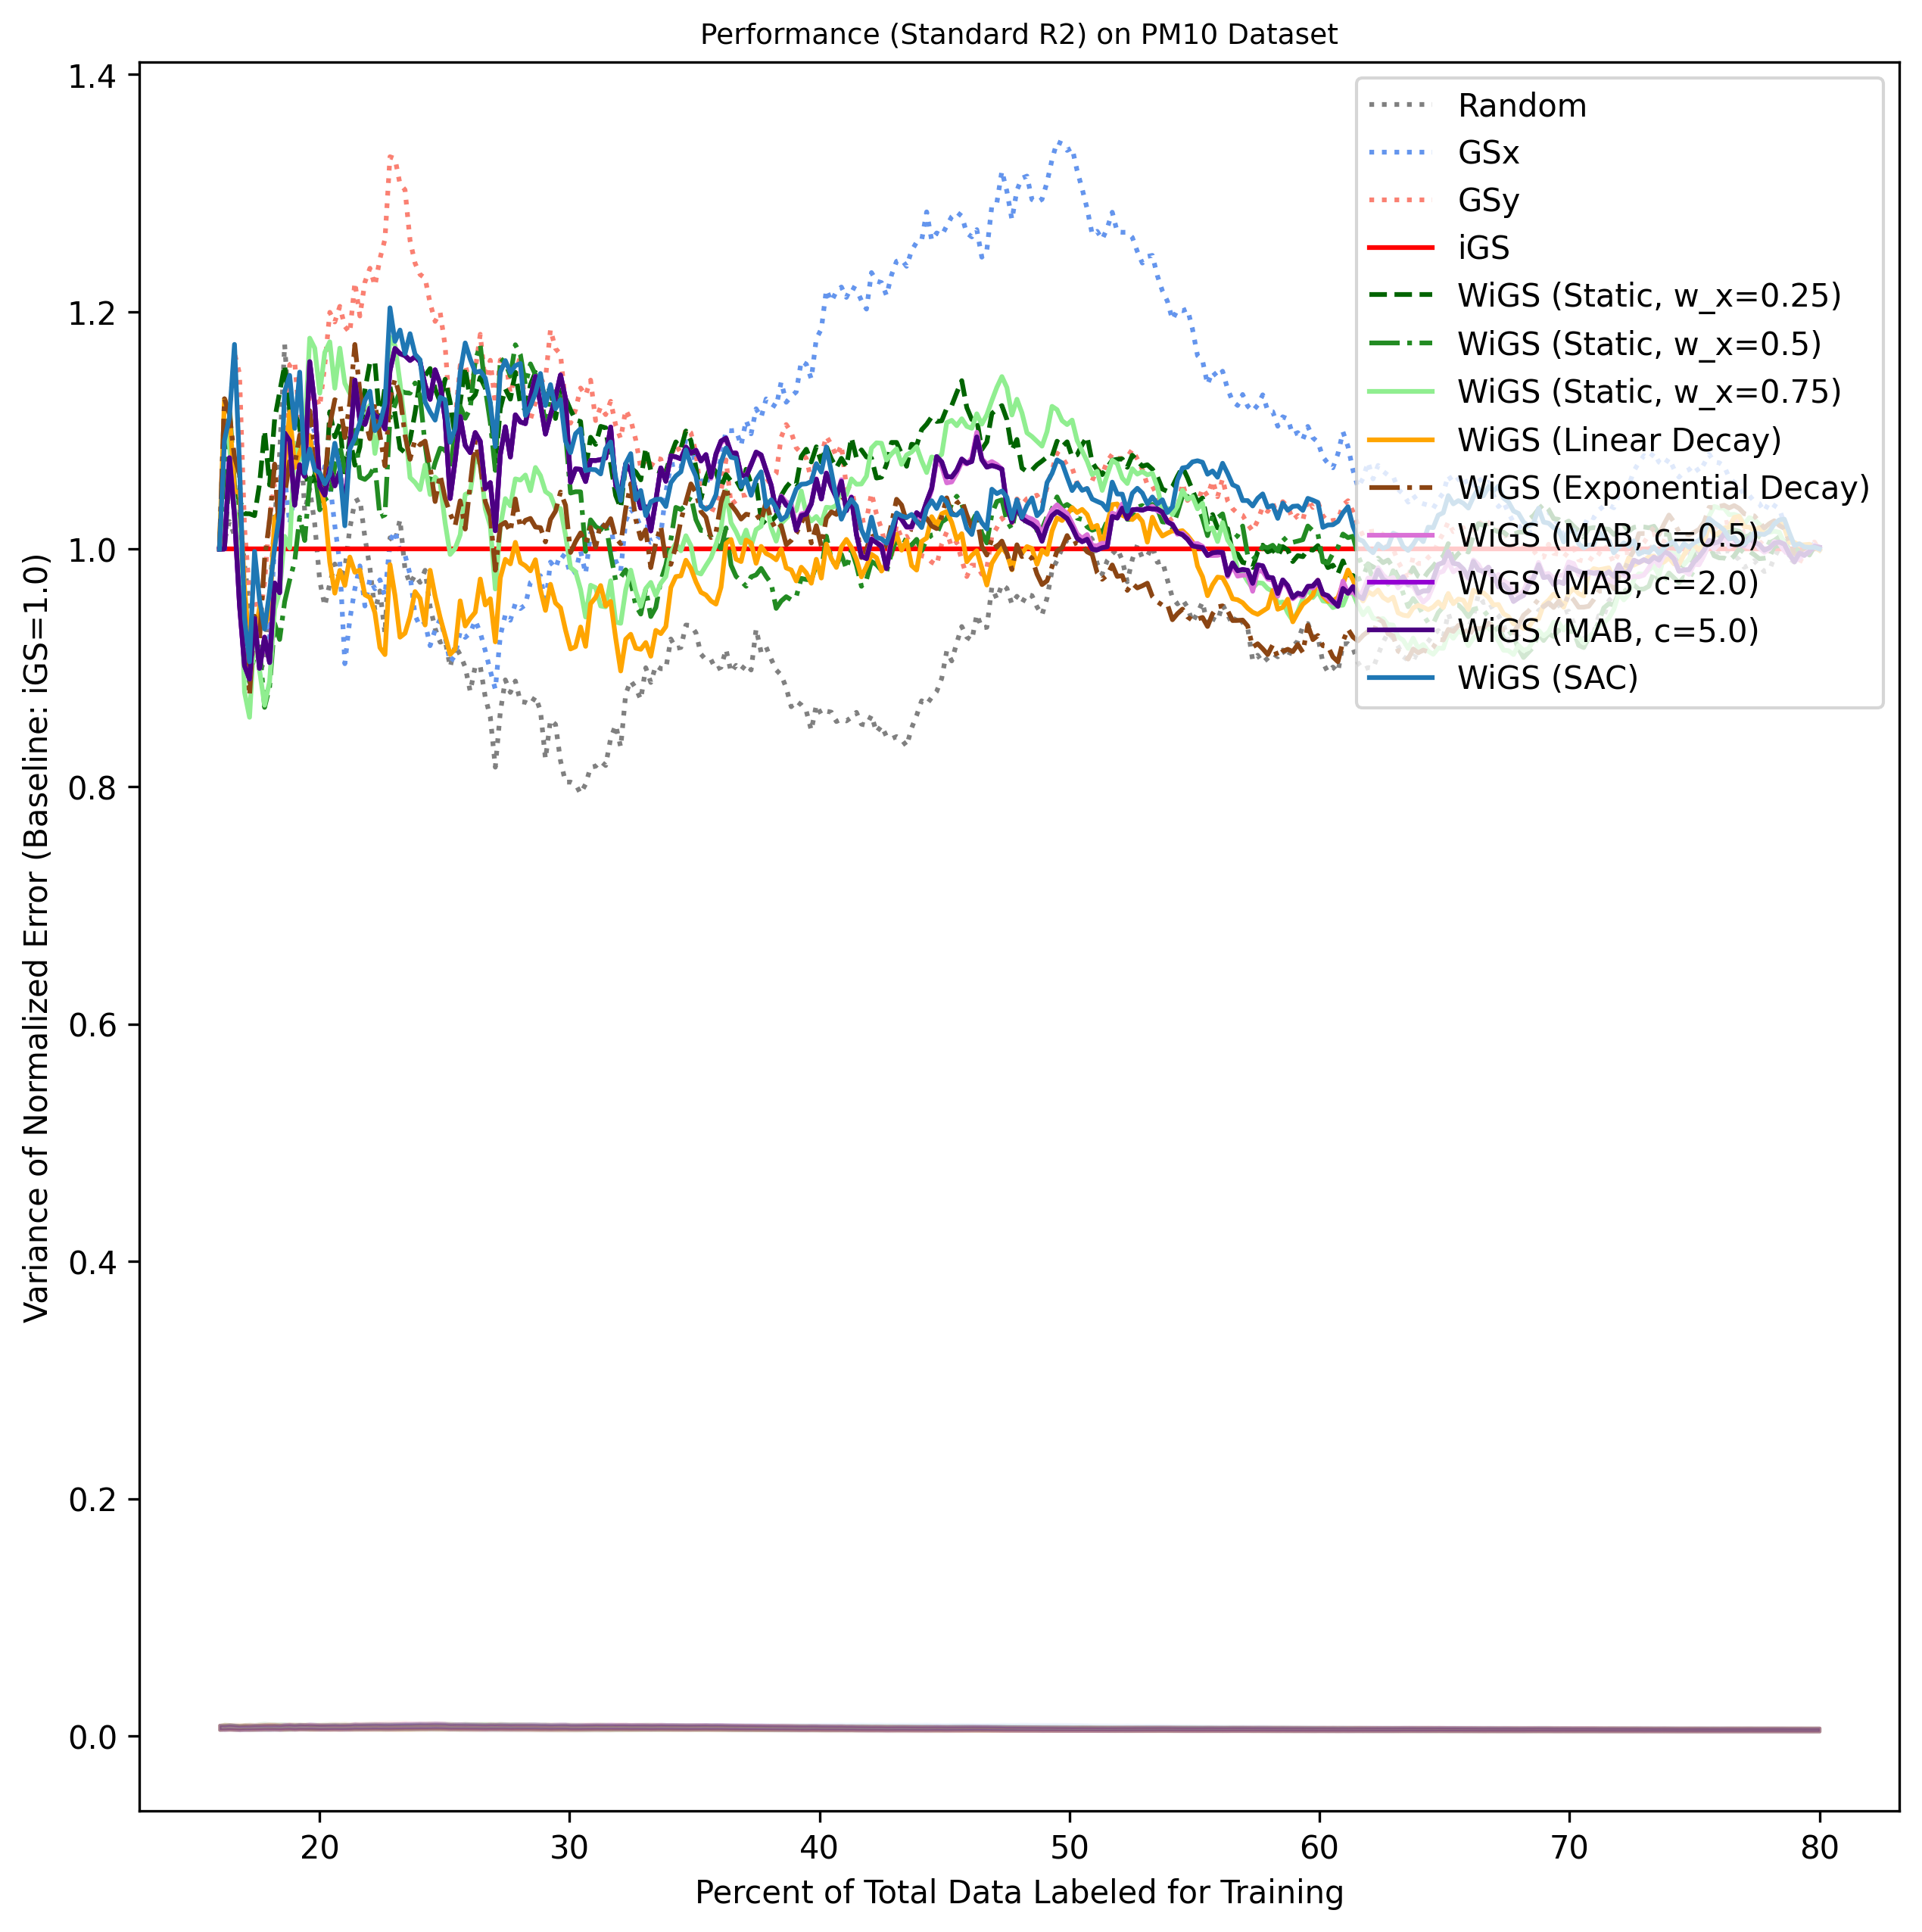 Performance (Standard R2) on PM10 Dataset
Variance of Normalized Error (Baseline: iGS=1.0)
1.4
1.2
1.0
0.8
0.6
0.4
0.2
0.0
Random
GSx
GSy
iGS
WiGS (Static, w_x=0.25)
WiGS (Static, w_x=0.5)
WiGS (Static, w_x=0.75)
WiGS (Linear Decay)
WiGS (Exponential Decay)
WiGS (MAB, c=0.5)
WiGS (MAB, c=2.0)
WiGS (MAB, c=5.0)
WiGS (SAC)
20 30 40 50 60 70 80
Percent of Total Data Labeled for Training